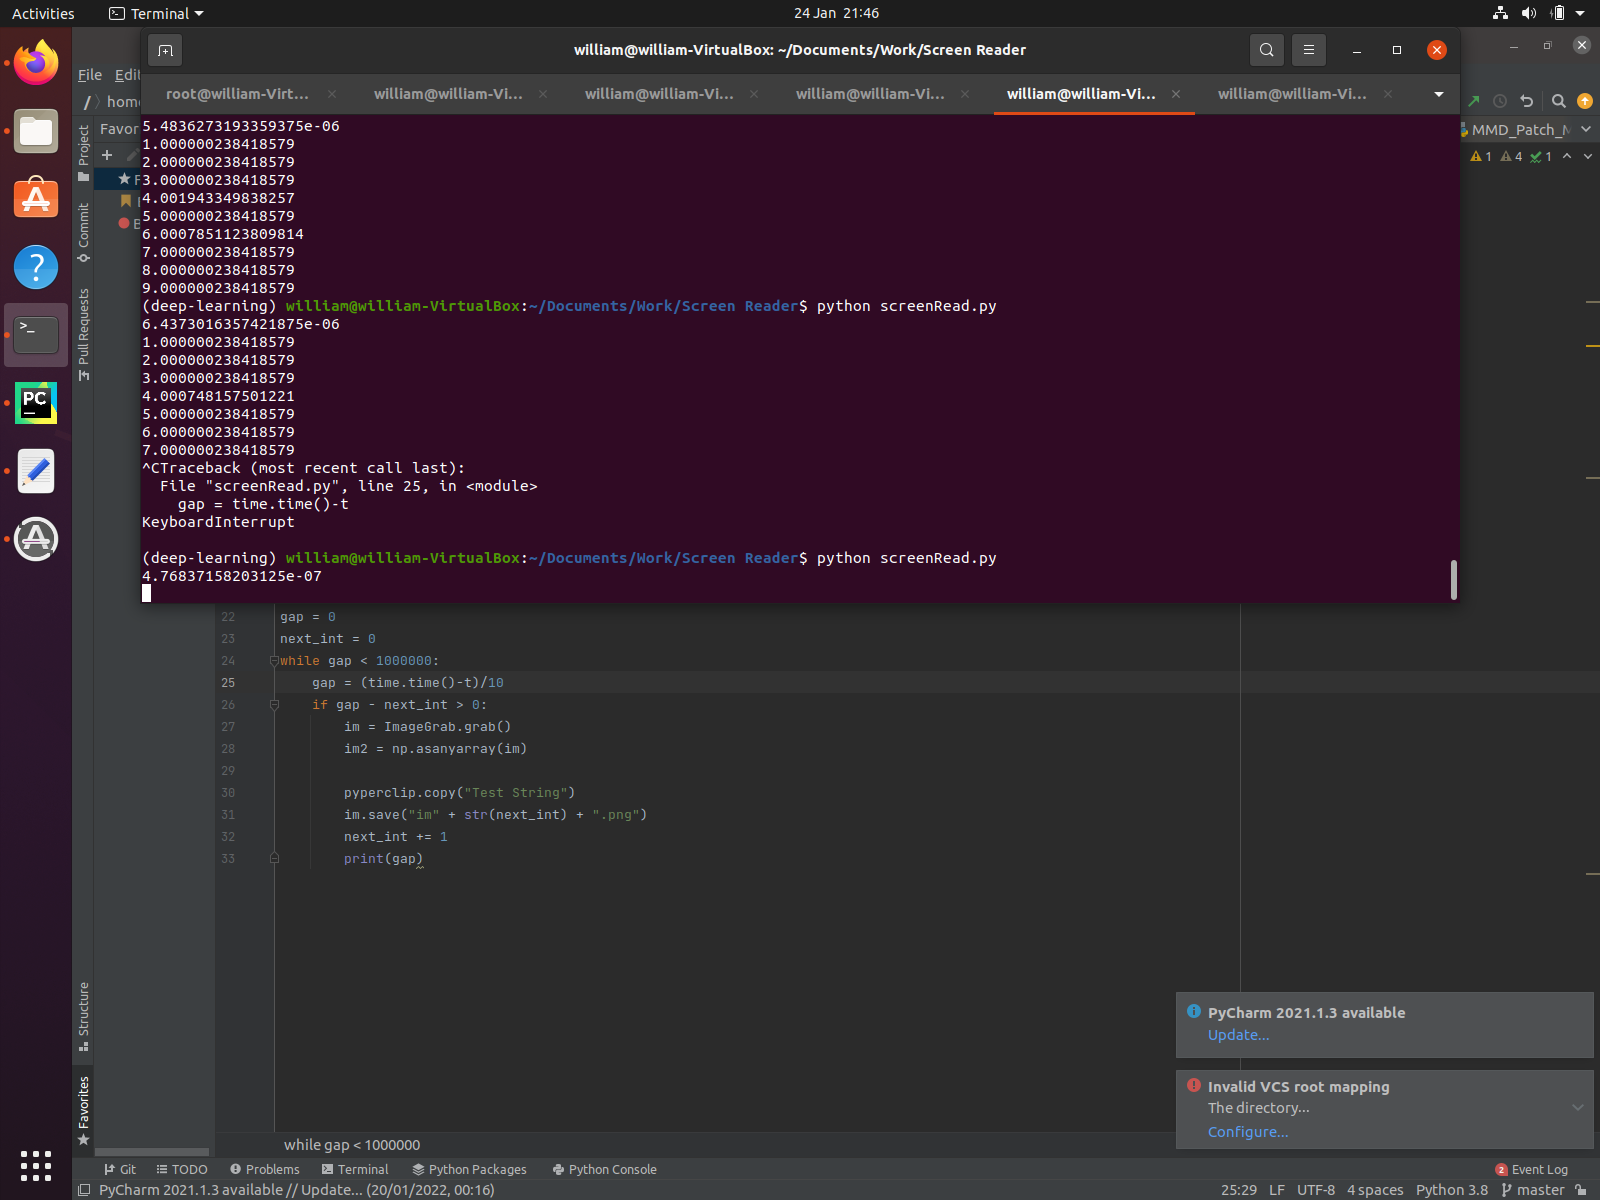 Activities
Terminal
24 Jan 21:46
william@william-VirtualBox: ~/Documents/Work/Screen Reader
File Edit
/ home
root@william-Virt...
william@william-Vi...
william@william-Vi...
william@william-Vi...
william@william-Vi...
william@william-Vi...
MMD_Patch_M
1 4 1
Project
Commit
Pull Requests
Favor
5.4836273193359375e-06
1.000000238418579
2.000000238418579
3.000000238418579
4.001943349838257
5.000000238418579
6.0007851123809814
7.000000238418579
8.000000238418579
9.000000238418579
(deep-learning) william@william-VirtualBox:~/Documents/Work/Screen Reader$ python screenRead.py
6.4373016357421875e-06
1.000000238418579
2.000000238418579
3.000000238418579
4.000748157501221
5.000000238418579
6.000000238418579
7.000000238418579
^CTraceback (most recent call last):
  File "screenRead.py", line 25, in <module>
    gap = time.time()-t
KeyboardInterrupt
(deep-learning) william@william-VirtualBox:~/Documents/Work/Screen Reader$ python screenRead.py
4.76837158203125e-07
22 gap = 0
23 next_int = 0
24 while gap < 1000000:
25     gap = (time.time()-t)/10
26     if gap - next_int > 0:
27         im = ImageGrab.grab()
28         im2 = np.asanyarray(im)
29
30         pyperclip.copy("Test String")
31         im.save("im" + str(next_int) + ".png")
32         next_int += 1
33         print(gap)
PC
Structure
Favorites
PyCharm 2021.1.3 available
Update...
Invalid VCS root mapping
The directory...
Configure...
while gap < 1000000
Git TODO Problems Terminal Python Packages Python Console 2 Event Log
PyCharm 2021.1.3 available // Update... (20/01/2022, 00:16) 25:29 LF UTF-8 4 spaces Python 3.8 master